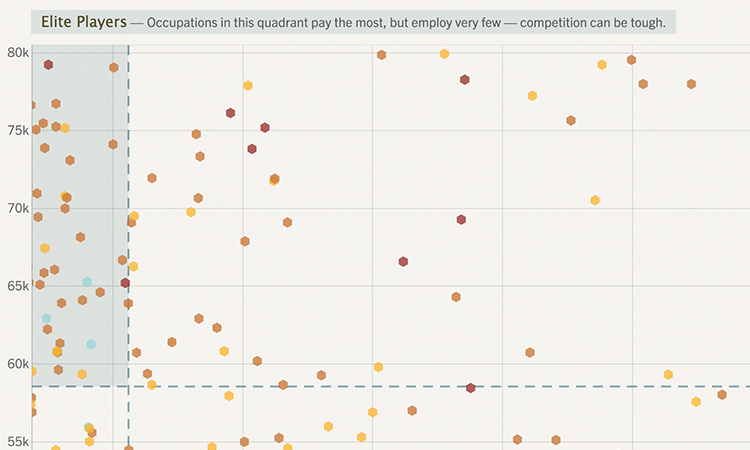 Elite Players — Occupations in this quadrant pay the most, but employ very few — competition can be tough.
80k
75k
70k
65k
60k
55k